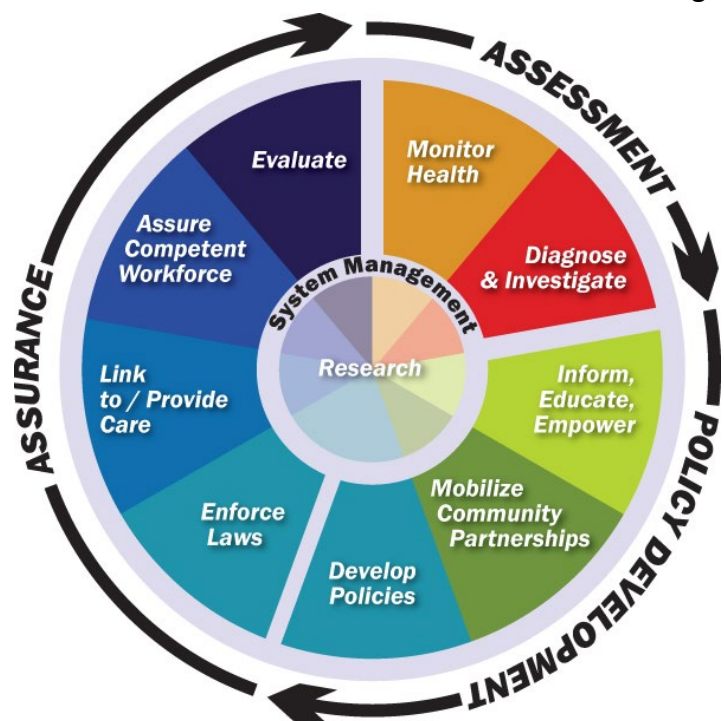 ASSESSMENT
Monitor
Health
Diagnose
& Investigate
POLICY DEVELOPMENT
Inform,
Educate,
Empower
Mobilize
Community
Partnerships
Develop
Policies
ASSURANCE
Enforce
Laws
Link
to / Provide
Care
Assure
Competent
Workforce
Evaluate
System Management
Research